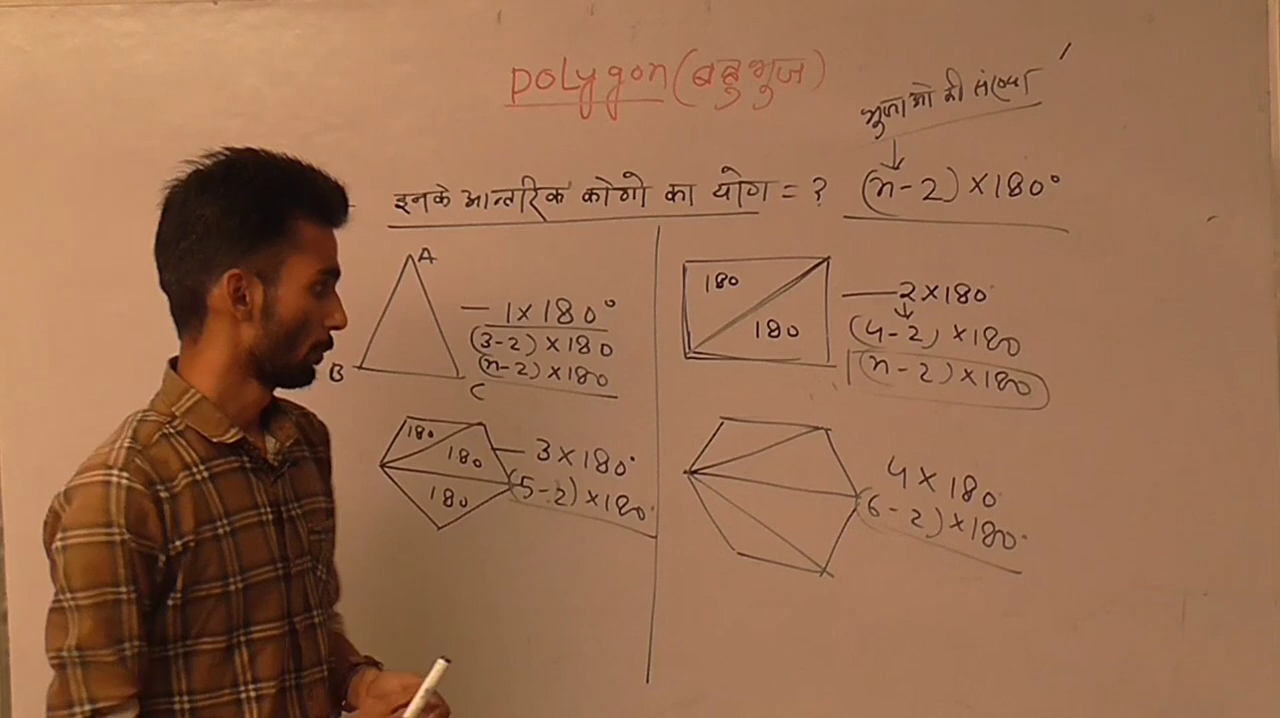 polygon (बहुभुज)
भुजाओ की संख्या
इनके आन्तरिक कोणो का योग = ? (n-2)×180°
A
B
C
1×180°
(3-2)×180
(n-2)×180
180
180
2×180
(4-2)×180
(n-2)×180
180
180
180
3×180°
(5-2)×180°
4×180
(6-2)×180°